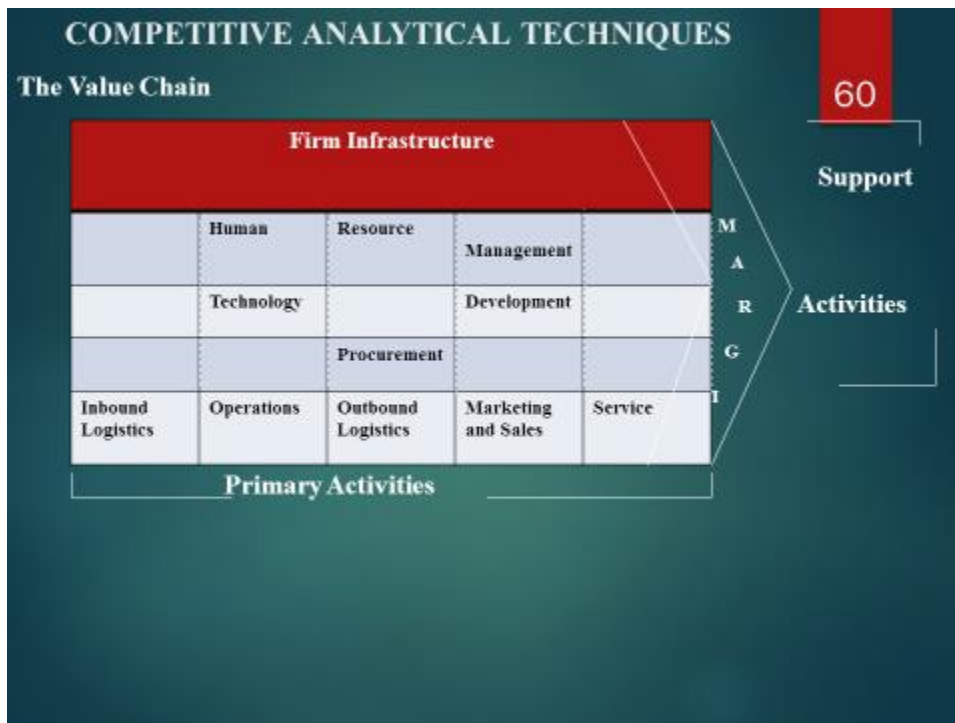 COMPETITIVE ANALYTICAL TECHNIQUES
The Value Chain
60
Firm Infrastructure
Support
Human Resource Management
Technology Development
Activities
Procurement
M
A
R
G
I
Inbound Logistics
Operations
Outbound Logistics
Marketing and Sales
Service
Primary Activities